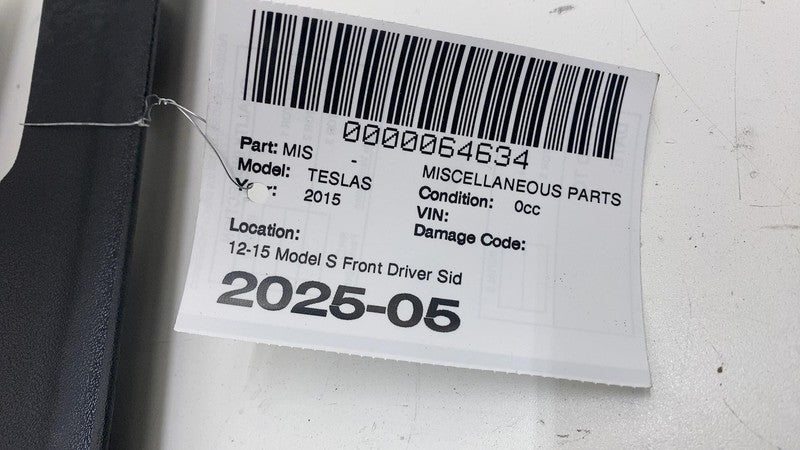 0000064634
Part: MIS - MISCELLANEOUS PARTS
Model: TESLAS Condition: 0cc
2015 VIN:
Damage Code:
Location:
12-15 Model S Front Driver Sid
2025-05